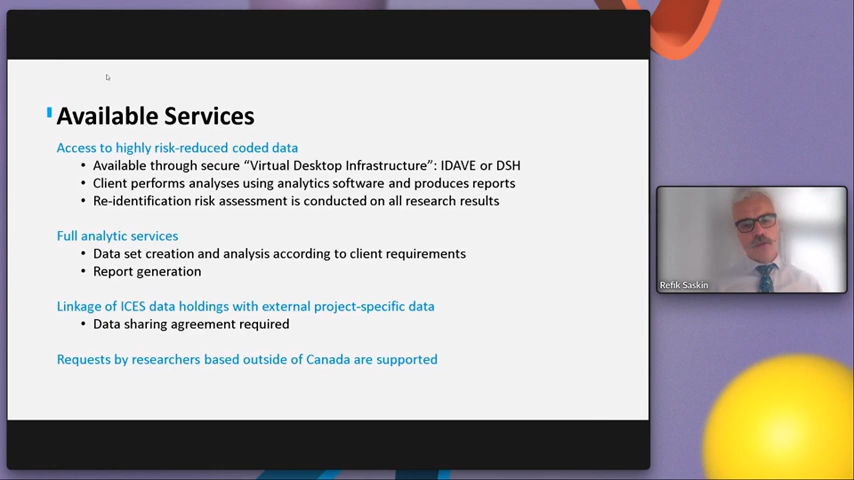 Available Services
Access to highly risk-reduced coded data
• Available through secure “Virtual Desktop Infrastructure”: IDAVE or DSH
• Client performs analyses using analytics software and produces reports
• Re-identification risk assessment is conducted on all research results
Full analytic services
• Data set creation and analysis according to client requirements
• Report generation
Linkage of ICES data holdings with external project-specific data
• Data sharing agreement required
Requests by researchers based outside of Canada are supported
Refik Saskin